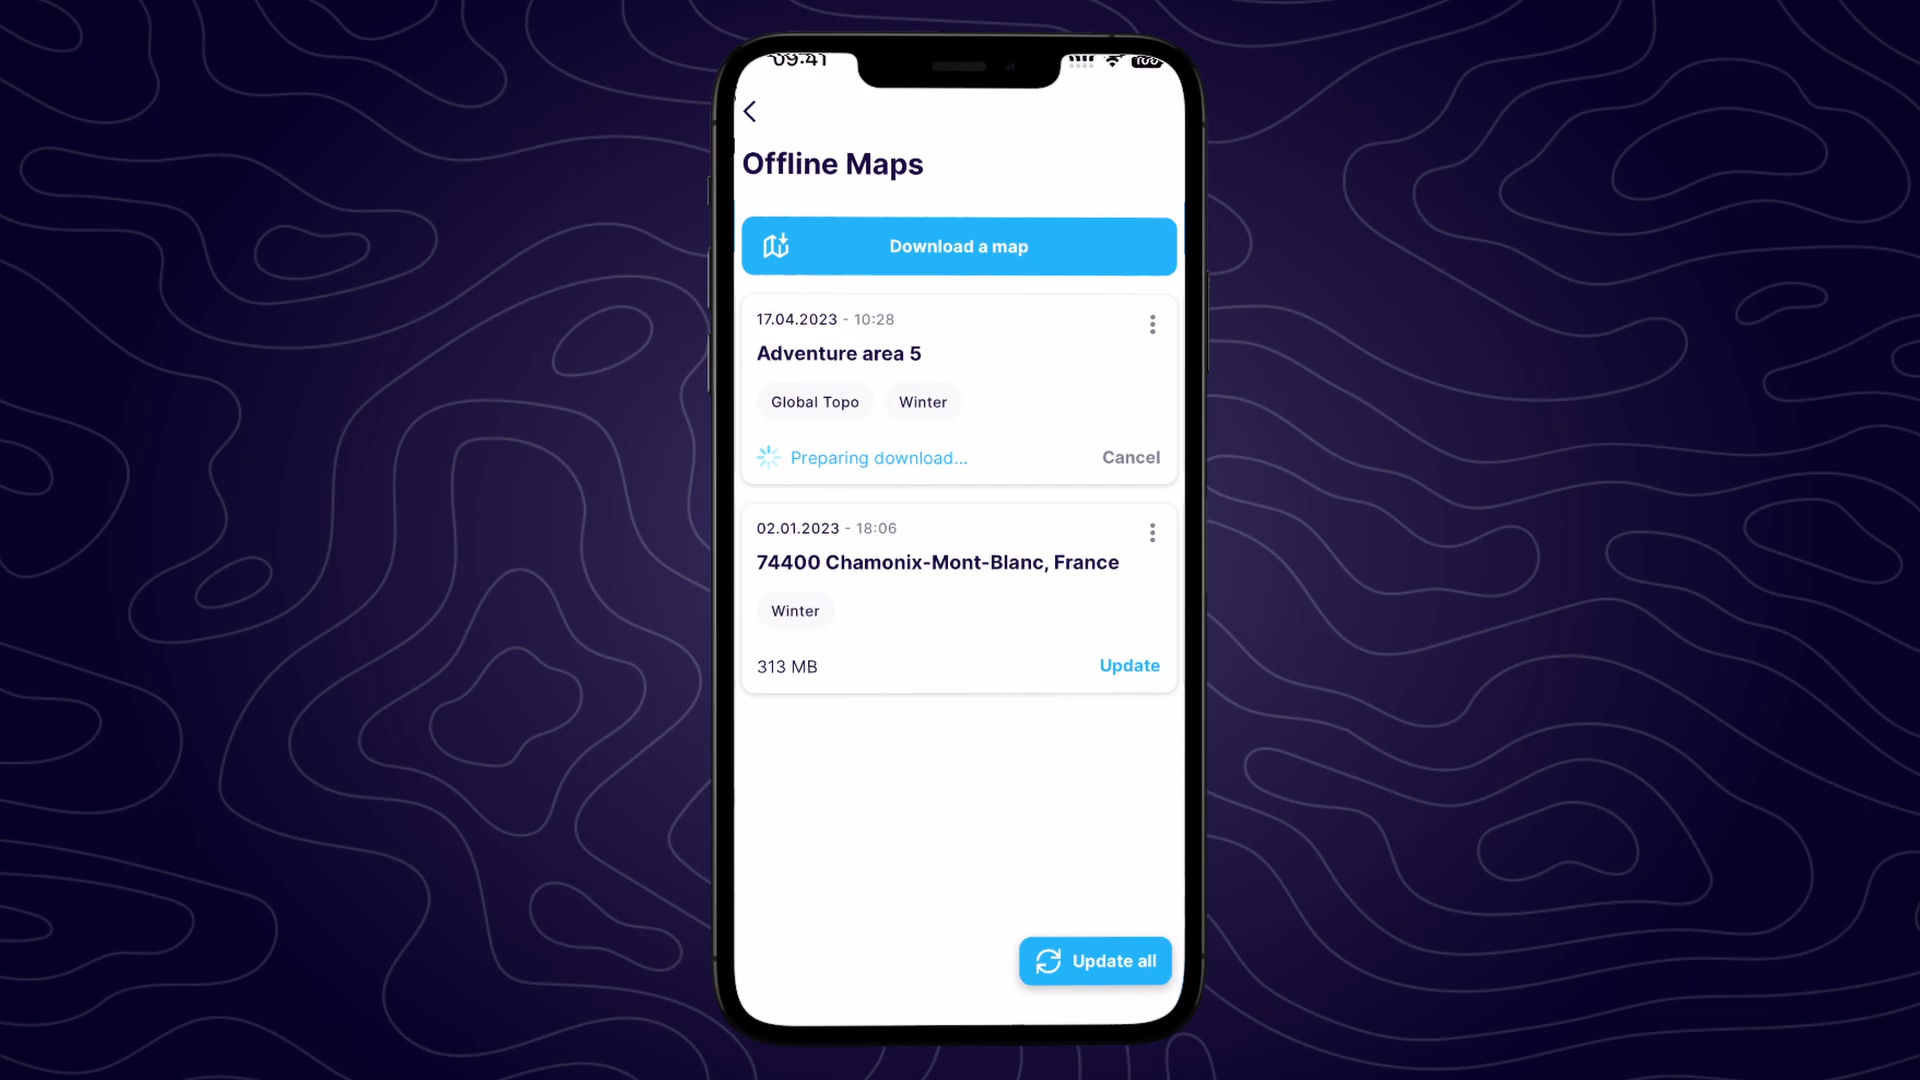 09:41
100
Offline Maps
Download a map
17.04.2023 - 10:28
Adventure area 5
Global Topo Winter
Preparing download... Cancel
02.01.2023 - 18:06
74400 Chamonix-Mont-Blanc, France
Winter
313 MB Update
Update all